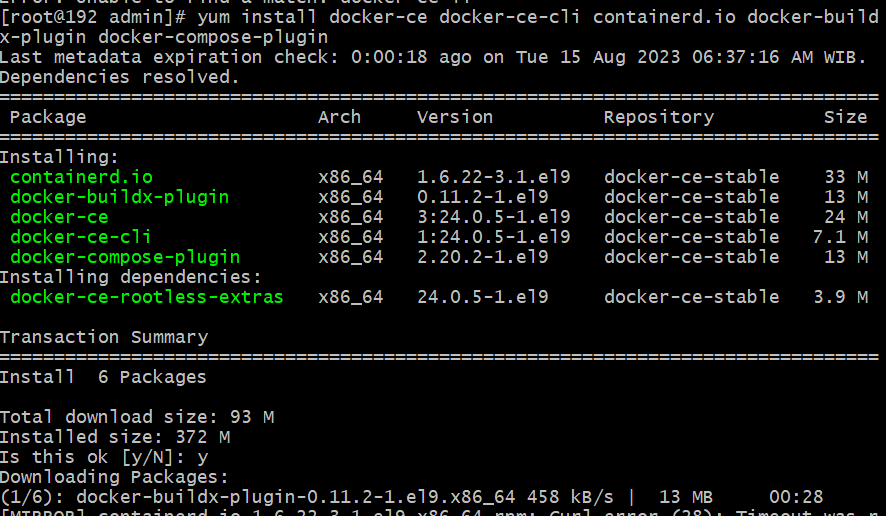 [root@192 admin]# yum install docker-ce docker-ce-cli containerd.io docker-build
x-plugin docker-compose-plugin
Last metadata expiration check: 0:00:18 ago on Tue 15 Aug 2023 06:37:16 AM WIB.
Dependencies resolved.
================================================================================
Package Arch Version Repository Size
================================================================================
Installing:
containerd.io x86_64 1.6.22-3.1.el9 docker-ce-stable 33 M
docker-buildx-plugin x86_64 0.11.2-1.el9 docker-ce-stable 13 M
docker-ce x86_64 3:24.0.5-1.el9 docker-ce-stable 24 M
docker-ce-cli x86_64 1:24.0.5-1.el9 docker-ce-stable 7.1 M
docker-compose-plugin x86_64 2.20.2-1.el9 docker-ce-stable 13 M
Installing dependencies:
docker-ce-rootless-extras x86_64 24.0.5-1.el9 docker-ce-stable 3.9 M
Transaction Summary
================================================================================
Install 6 Packages
Total download size: 93 M
Installed size: 372 M
Is this ok [y/N]: y
Downloading Packages:
(1/6): docker-buildx-plugin-0.11.2-1.el9.x86_64 458 kB/s | 13 MB 00:28
[MIRROR] containerd.io-1.6.22-3.1.el9.x86_64.rpm: Curl error (28): Timeout was r